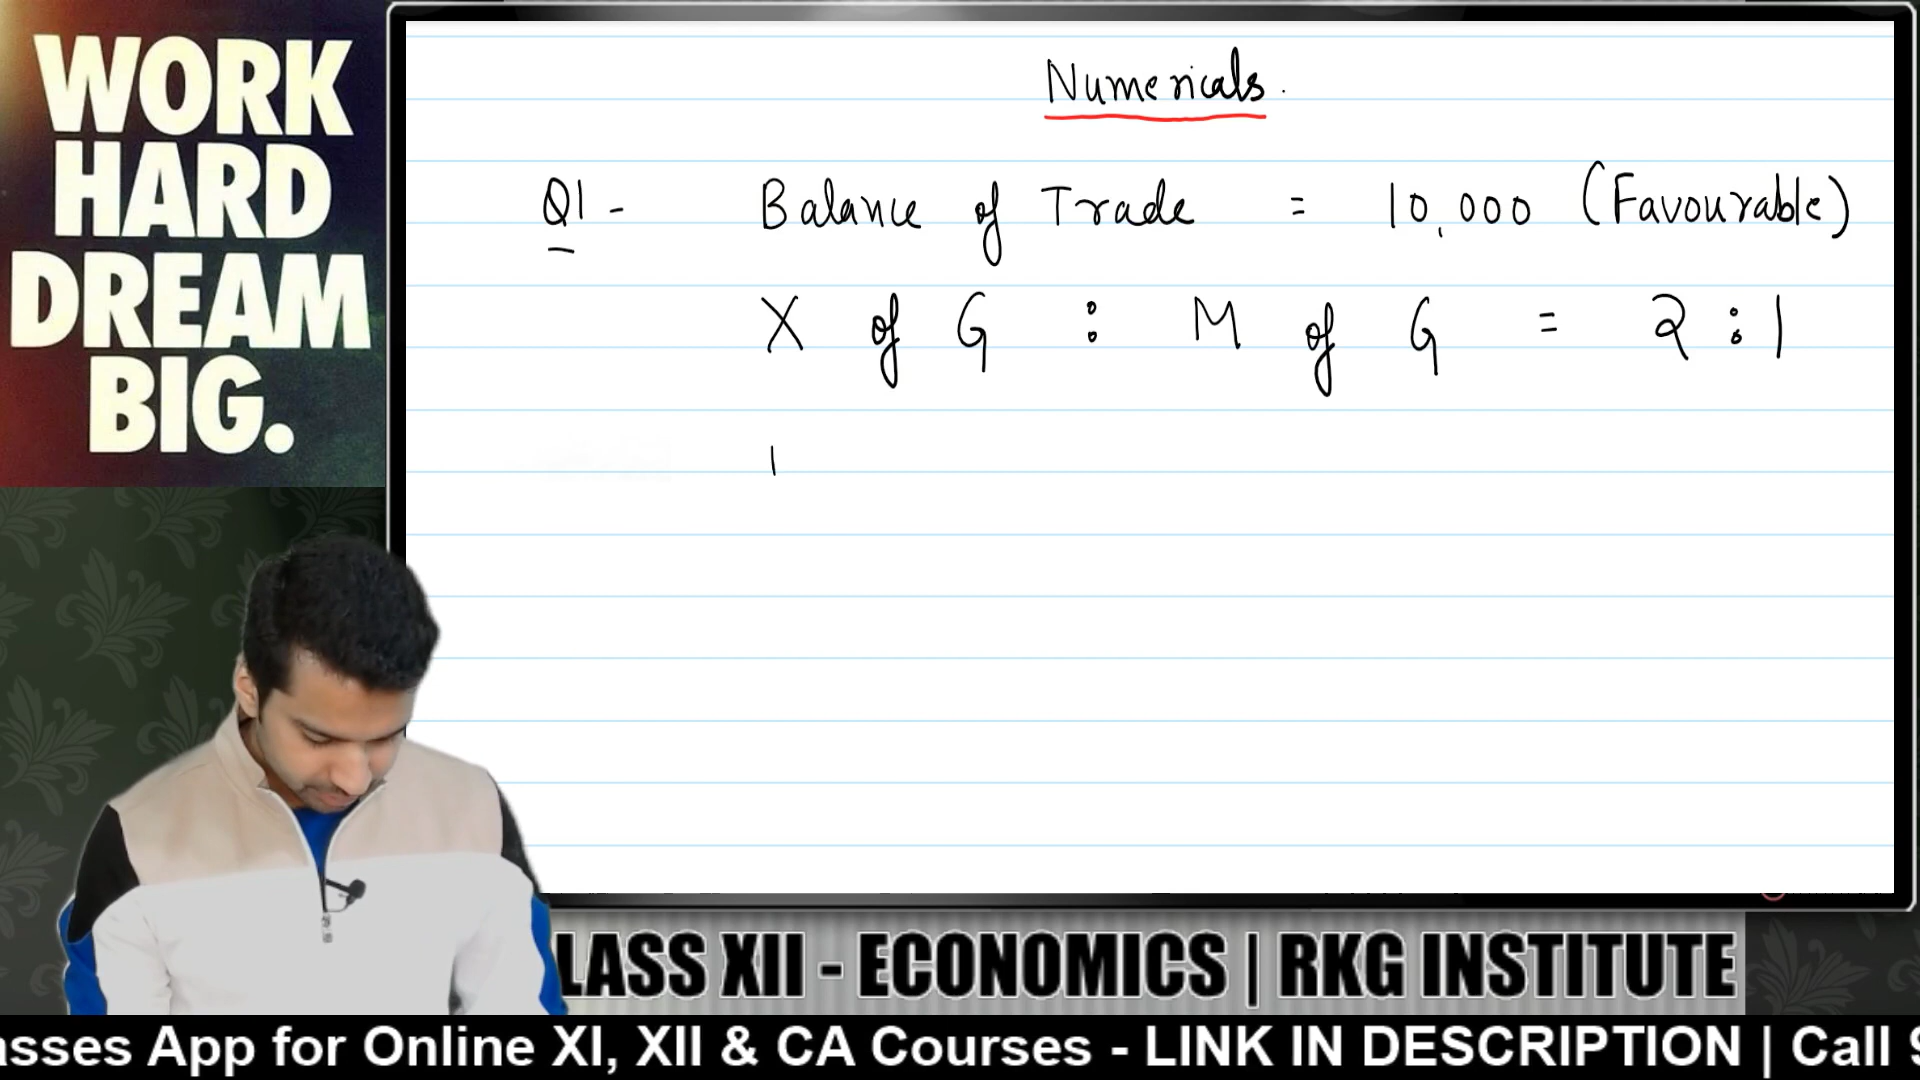 WORK
HARD
DREAM
BIG.
Numericals.
Q1- Balance of Trade = 10,000 (Favourable)
X of G : M of G = 2:1
LASS XII - ECONOMICS | RKG INSTITUTE
asses App for Online XI, XII & CA Courses - LINK IN DESCRIPTION | Call 9